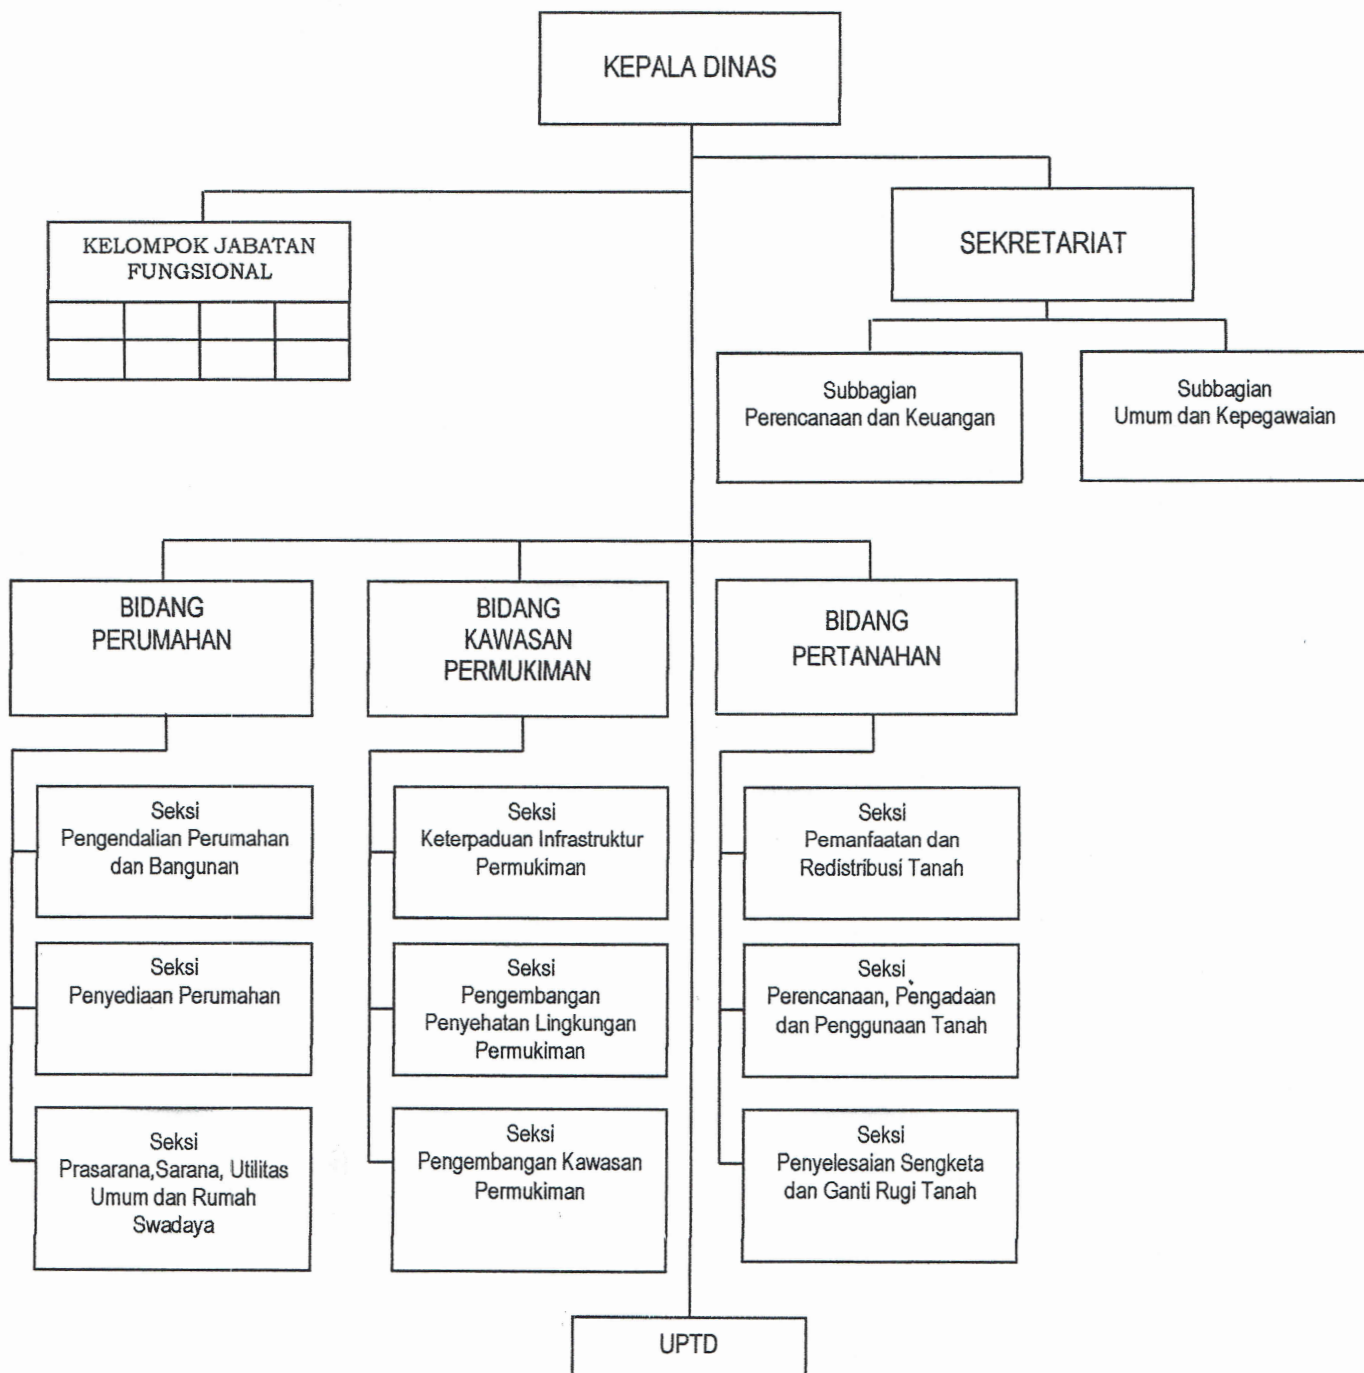 KEPALA DINAS
KELOMPOK JABATAN
FUNGSIONAL
SEKRETARIAT
Subbagian
Perencanaan dan Keuangan
Subbagian
Umum dan Kepegawaian
BIDANG
PERUMAHAN
BIDANG
KAWASAN
PERMUKIMAN
BIDANG
PERTANAHAN
Seksi
Pengendalian Perumahan
dan Bangunan
Seksi
Keterpaduan Infrastruktur
Permukiman
Seksi
Pemanfaatan dan
Redistribusi Tanah
Seksi
Penyediaan Perumahan
Seksi
Pengembangan
Penyehatan Lingkungan
Permukiman
Seksi
Perencanaan, Pengadaan
dan Penggunaan Tanah
Seksi
Prasarana,Sarana, Utilitas
Umum dan Rumah
Swadaya
Seksi
Pengembangan Kawasan
Permukiman
Seksi
Penyelesaian Sengketa
dan Ganti Rugi Tanah
UPTD